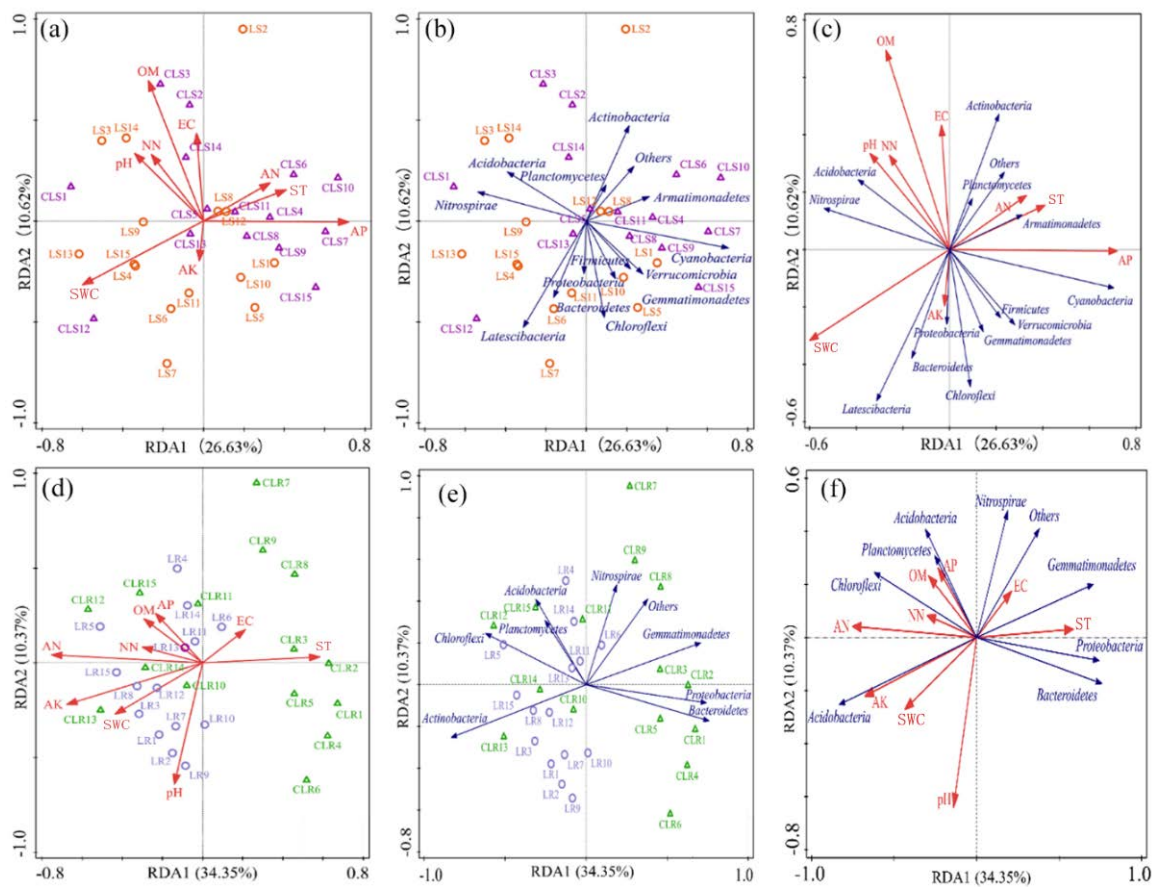 (a)
1.0
LS2
OM
CLS3
CLS2
EC
LS3
LS14
NN
pH
CLS14
CLS6
AN
ST
CLS10
CLS1
LS8
CLS5
CLS11
CLS4
LS12
AP
LS9
CLS13
CLS8
CLS7
CLS9
LS13
LS15
LS4
AK
LS1
LS10
SWC
CLS15
LS11
LS6
LS5
CLS12
LS7
RDA2 (10.62%)
-1.0
-0.8
RDA1 (26.63%)
0.8
(b)
1.0
LS2
CLS3
CLS2
Actinobacteria
LS3
LS14
CLS14
Others
Acidobacteria
Planctomycetes
CLS6
CLS10
CLS1
Nitrospirae
LS12
LS8
Armatimonadetes
CLS5
CLS11
CLS4
LS9
CLS13
CLS8
CLS7
CLS9
LS13
LS15
LS4
Firmicutes
LS1
Cyanobacteria
Verrucomicrobia
Proteobacteria
LS10
CLS15
LS11
Gemmatimonadetes
LS6
Bacteroidetes
LS5
Chloroflexi
CLS12
Latescibacteria
LS7
RDA2 (10.62%)
-1.0
-0.8
RDA1 (26.63%)
0.8
(c)
0.8
OM
EC
Actinobacteria
pH
NN
Others
Acidobacteria
Planctomycetes
Nitrospirae
AN
ST
Armatimonadetes
AP
Cyanobacteria
AK
Firmicutes
Verrucomicrobia
Proteobacteria
Gemmatimonadetes
SWC
Bacteroidetes
Chloroflexi
Latescibacteria
RDA2 (10.62%)
-0.6
-0.6
RDA1 (26.63%)
0.8
(d)
1.0
CLR7
CLR9
LR4
CLR8
CLR15
CLR12
CLR11
OM
AP
LR14
LR5
LR6
EC
LR11
NN
LR13
CLR3
AN
ST
CLR14
CLR2
LR15
LR8
LR12
CLR10
AK
LR3
CLR5
CLR1
CLR13
SWC
LR7
LR10
LR1
CLR4
LR2
LR9
pH
CLR6
RDA2 (10.37%)
-1.0
-0.8
RDA1 (34.35%)
0.8
(e)
1.0
CLR7
CLR9
LR4
Nitrospirae
CLR8
Acidobacteria
CLR15
Others
CLR12
LR14
CLR11
Planctomycetes
Chloroflexi
LR6
Gemmatimonadetes
LR5
LR11
LR13
CLR3
CLR14
CLR2
LR15
CLR10
Proteobacteria
Actinobacteria
LR8
LR12
Bacteroidetes
CLR13
LR3
CLR5
CLR1
LR7
LR10
LR1
CLR4
LR2
LR9
CLR6
RDA2 (10.37%)
-0.8
-1.0
RDA1 (34.35%)
1.0
(f)
0.6
Nitrospirae
Acidobacteria
Others
Planctomycetes
AP
Gemmatimonadetes
Chloroflexi
OM
EC
NN
AN
ST
Proteobacteria
Bacteroidetes
Acidobacteria
AK
SWC
pH
RDA2 (10.37%)
-0.8
-1.0
RDA1 (34.35%)
1.0